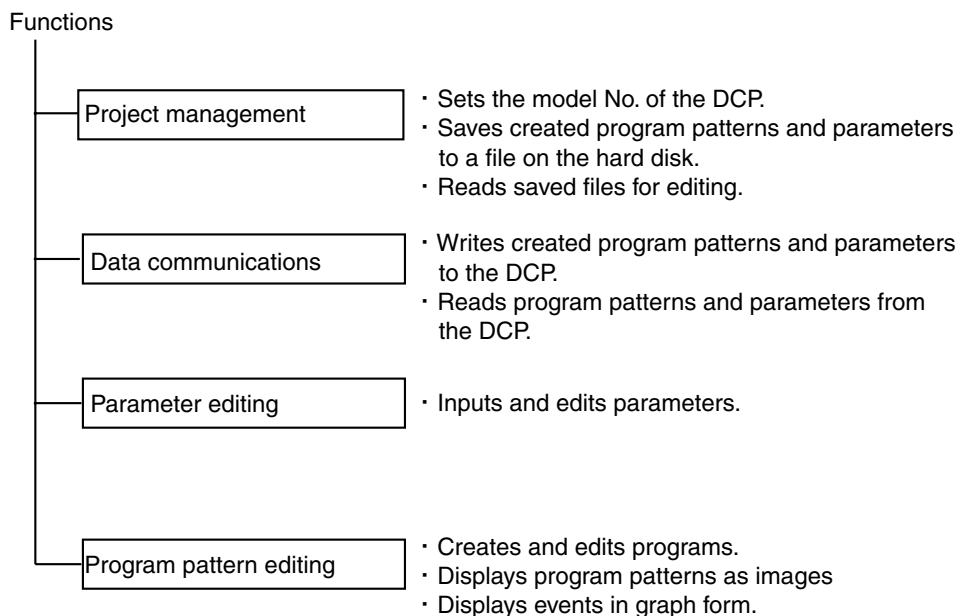 Functions
Project management
・Sets the model No. of the DCP.
・Saves created program patterns and parameters
to a file on the hard disk.
・Reads saved files for editing.
Data communications
・Writes created program patterns and parameters
to the DCP.
・Reads program patterns and parameters from
the DCP.
Parameter editing
・Inputs and edits parameters.
Program pattern editing
・Creates and edits programs.
・Displays program patterns as images
・Displays events in graph form.